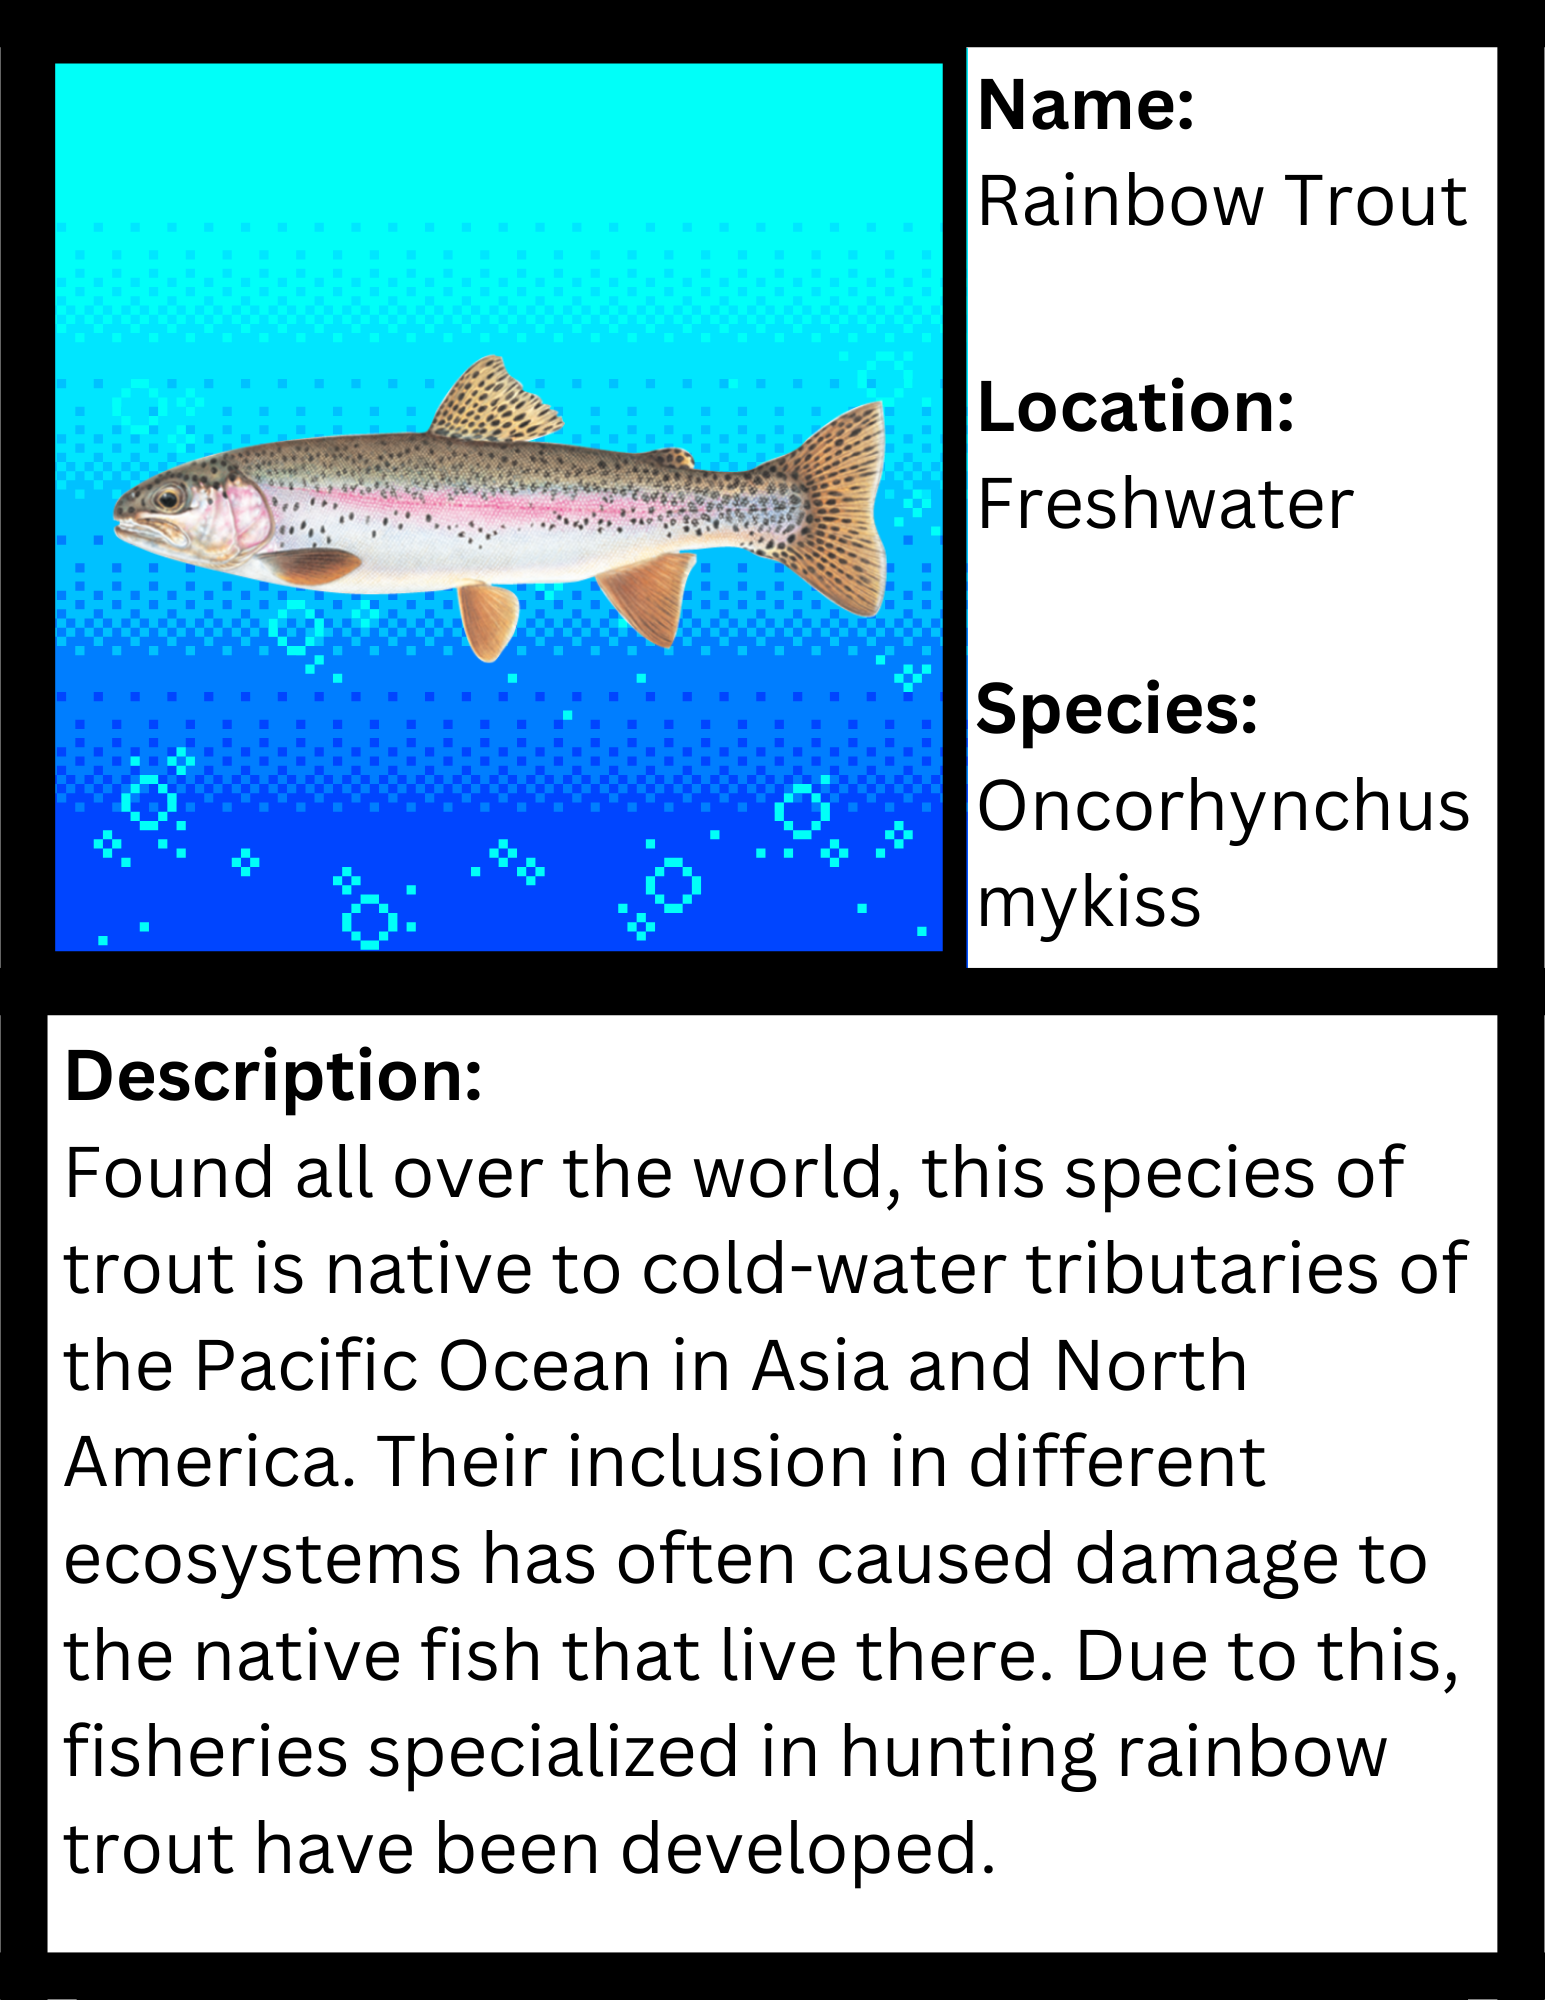 Name:
Rainbow Trout
Location:
Freshwater
Species:
Oncorhynchus
mykiss
Description:
Found all over the world, this species of
trout is native to cold-water tributaries of
the Pacific Ocean in Asia and North
America. Their inclusion in different
ecosystems has often caused damage to
the native fish that live there. Due to this,
fisheries specialized in hunting rainbow
trout have been developed.